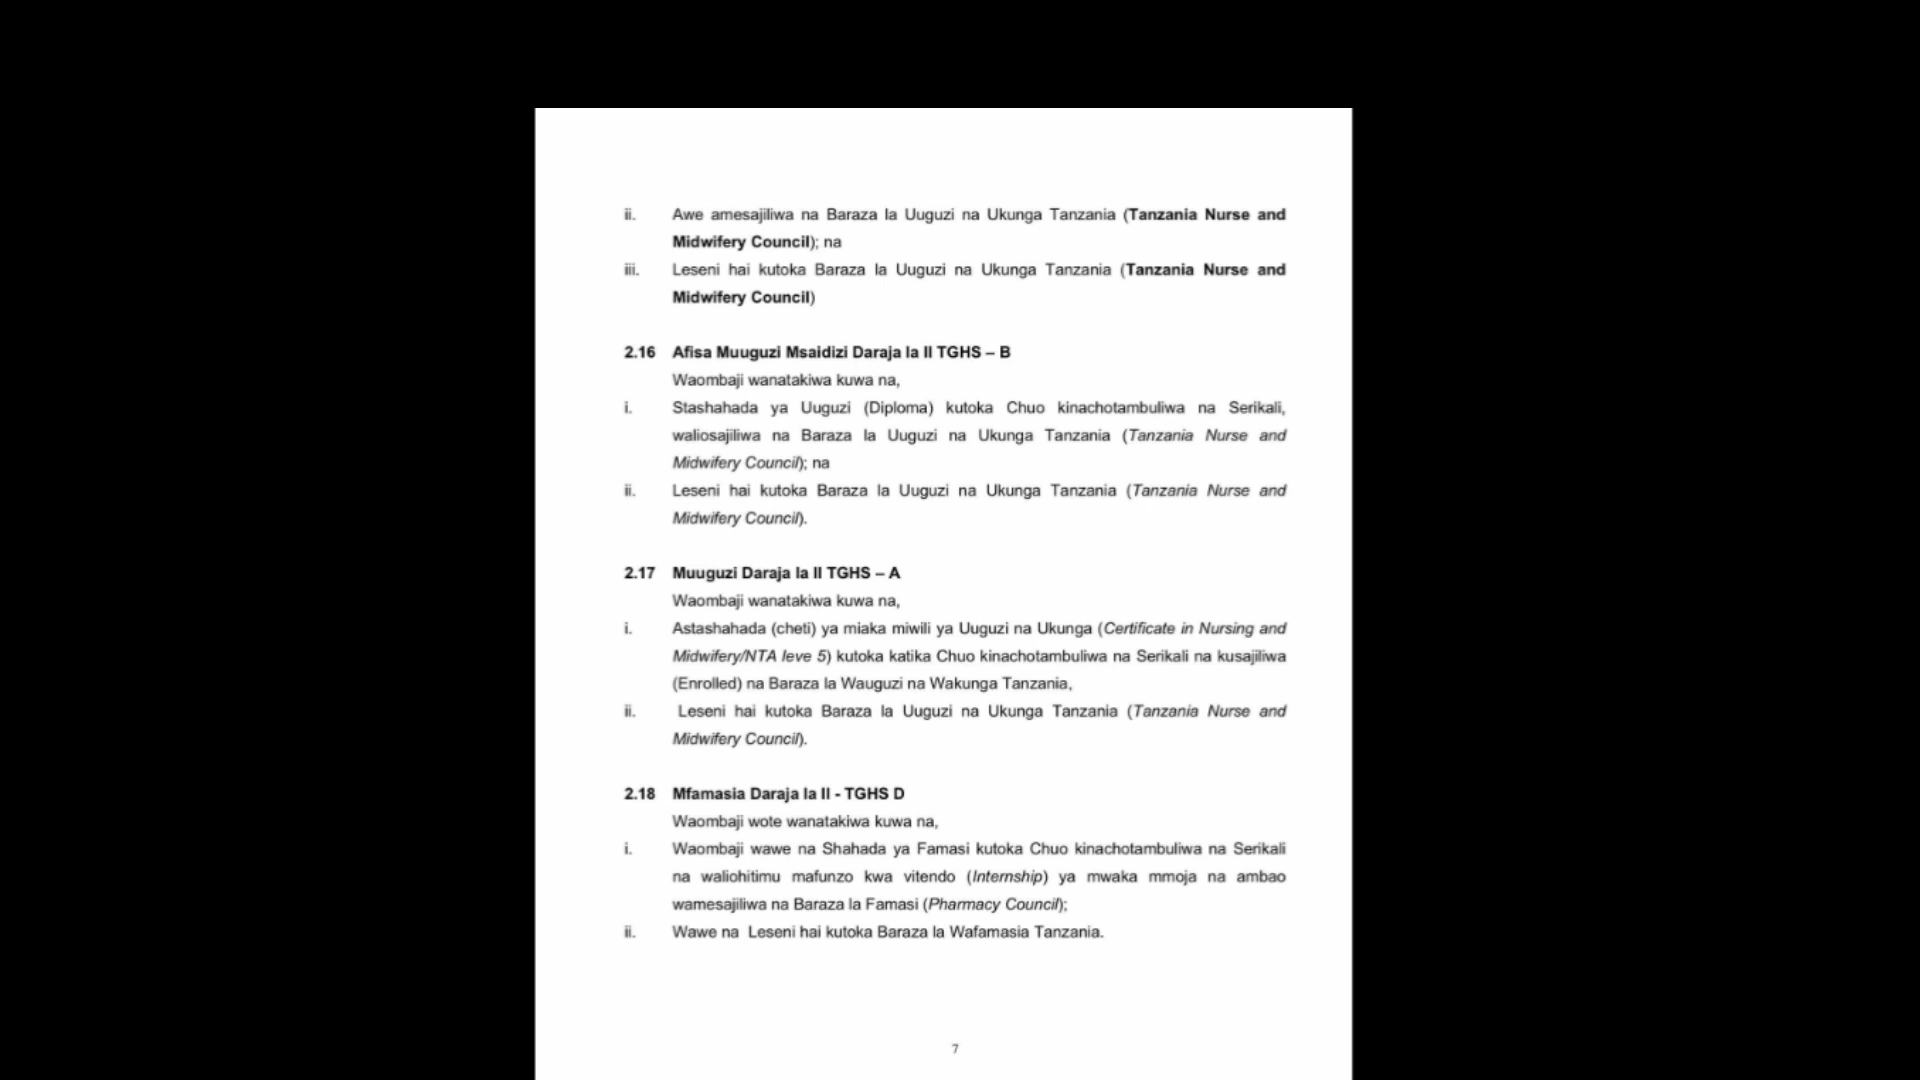 ii. Awe amesajiliwa na Baraza la Uuguzi na Ukunga Tanzania (Tanzania Nurse and
Midwifery Council); na
iii. Leseni hai kutoka Baraza la Uuguzi na Ukunga Tanzania (Tanzania Nurse and
Midwifery Council)
2.16 Afisa Muuguzi Msaidizi Daraja la II TGHS – B
Waombaji wanatakiwa kuwa na,
i. Stashahada ya Uuguzi (Diploma) kutoka Chuo kinachotambuliwa na Serikali,
waliosajiliwa na Baraza la Uuguzi na Ukunga Tanzania (Tanzania Nurse and
Midwifery Council); na
ii. Leseni hai kutoka Baraza la Uuguzi na Ukunga Tanzania (Tanzania Nurse and
Midwifery Council).
2.17 Muuguzi Daraja la II TGHS – A
Waombaji wanatakiwa kuwa na,
i. Astashahada (cheti) ya miaka miwili ya Uuguzi na Ukunga (Certificate in Nursing and
Midwifery/NTA leve 5) kutoka katika Chuo kinachotambuliwa na Serikali na kusajiliwa
(Enrolled) na Baraza la Wauguzi na Wakunga Tanzania,
ii. Leseni hai kutoka Baraza la Uuguzi na Ukunga Tanzania (Tanzania Nurse and
Midwifery Council).
2.18 Mfamasia Daraja la II - TGHS D
Waombaji wote wanatakiwa kuwa na,
i. Waombaji wawe na Shahada ya Famasi kutoka Chuo kinachotambuliwa na Serikali
na waliohitimu mafunzo kwa vitendo (Internship) ya mwaka mmoja na ambao
wamesajiliwa na Baraza la Famasi (Pharmacy Council);
ii. Wawe na Leseni hai kutoka Baraza la Wafamasia Tanzania.
7